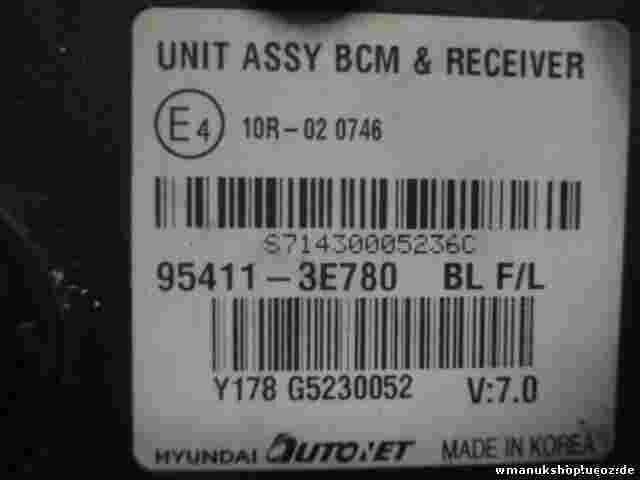 UNIT ASSY BCM & RECEIVER
E4 10R-02 0746
S71430005236C
95411-3E780 BL F/L
Y178 G5230052 V:7.0
HYUNDAI AUTONET MADE IN KOREA
wmanukshop.ucoz.de